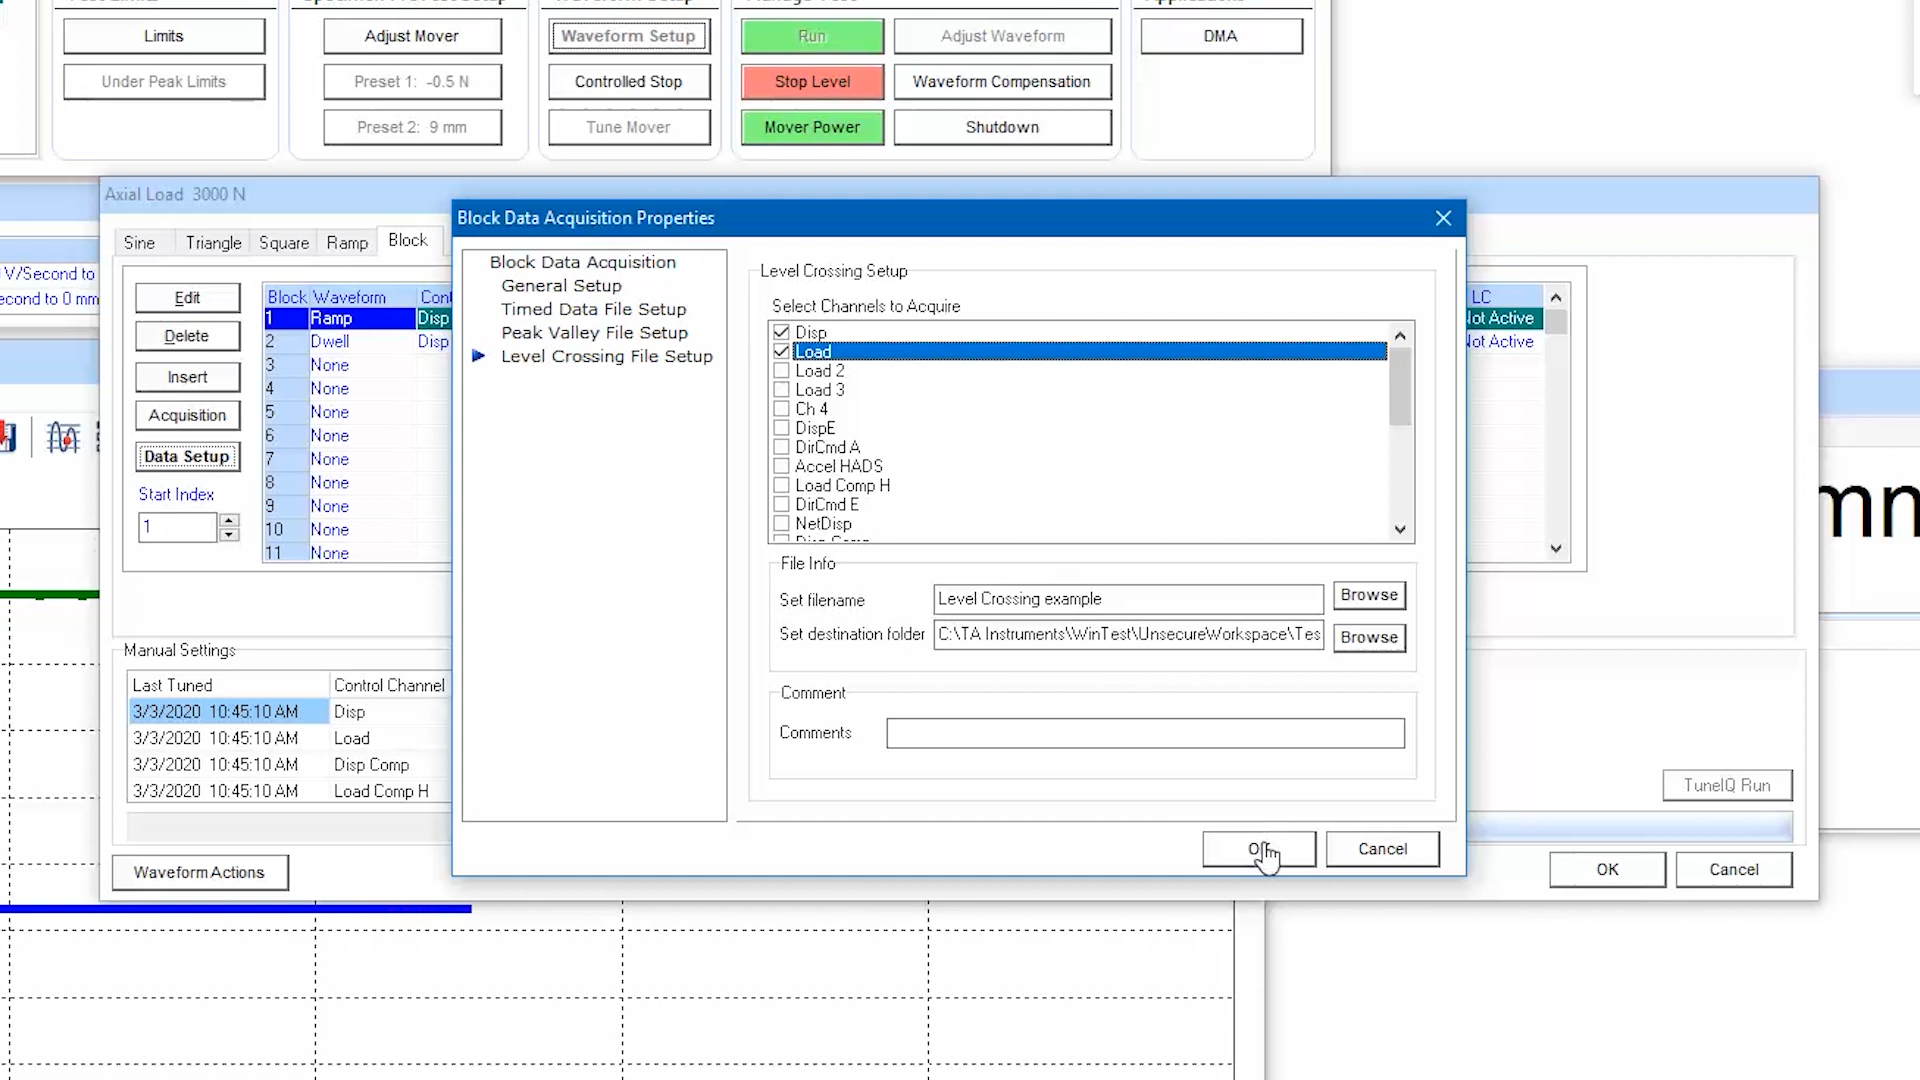 Limits
Adjust Mover
Waveform Setup
Run
Adjust Waveform
DMA
Under Peak Limits
Preset 1: -0.5 N
Controlled Stop
Stop Level
Waveform Compensation
Preset 2: 9 mm
Tune Mover
Mover Power
Shutdown
Axial Load 3000 N
Block Data Acquisition Properties
Sine
Triangle
Square
Ramp
Block
V/Second to
econd to 0 mm
Edit
Delete
Insert
Acquisition
Data Setup
Start Index
1
Block Waveform
1 Ramp Disp
2 Dwell Disp
3 None
4 None
5 None
6 None
7 None
8 None
9 None
10 None
11 None
Block Data Acquisition
General Setup
Timed Data File Setup
Peak Valley File Setup
Level Crossing File Setup
Level Crossing Setup
Select Channels to Acquire
Disp
Load
Load 2
Load 3
Ch 4
DispE
DirCmd A
Accel HADS
Load Comp H
DirCmd E
NetDisp
File Info
Set filename Level Crossing example Browse
Set destination folder C:\TA Instruments\WinTest\UnsecureWorkspace\Tes Browse
Comment
Comments
Cancel
LC
Not Active
Not Active
mm
Manual Settings
Last Tuned Control Channel
3/3/2020 10:45:10 AM Disp
3/3/2020 10:45:10 AM Load
3/3/2020 10:45:10 AM Disp Comp
3/3/2020 10:45:10 AM Load Comp H
Waveform Actions
TuneIQ Run
OK
Cancel